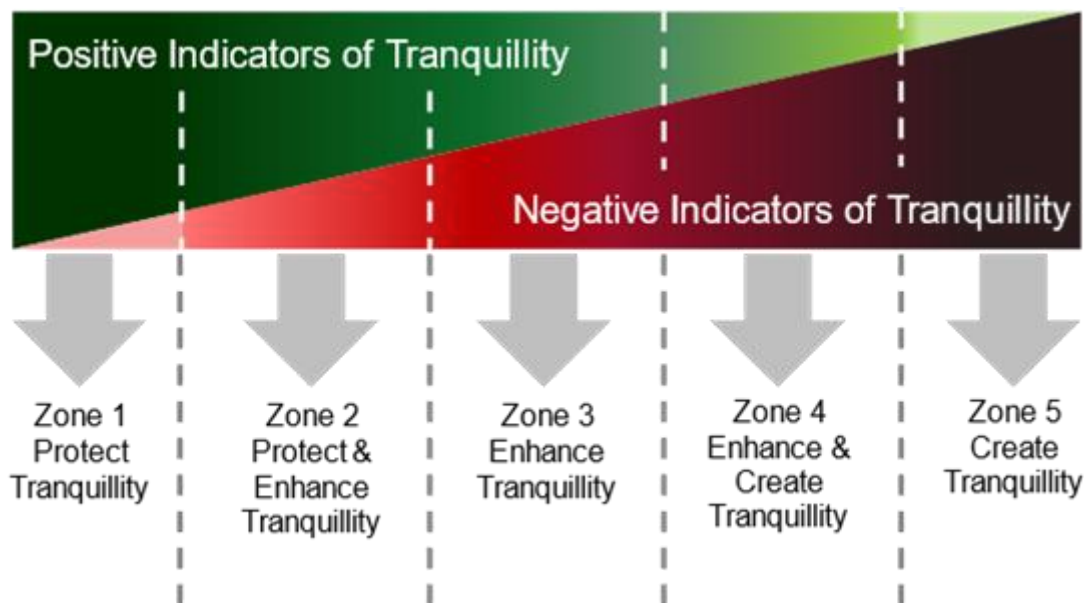 Positive Indicators of Tranquillity
Negative Indicators of Tranquillity
Zone 1
Protect
Tranquillity
Zone 2
Protect &
Enhance
Tranquillity
Zone 3
Enhance
Tranquillity
Zone 4
Enhance &
Create
Tranquillity
Zone 5
Create
Tranquillity